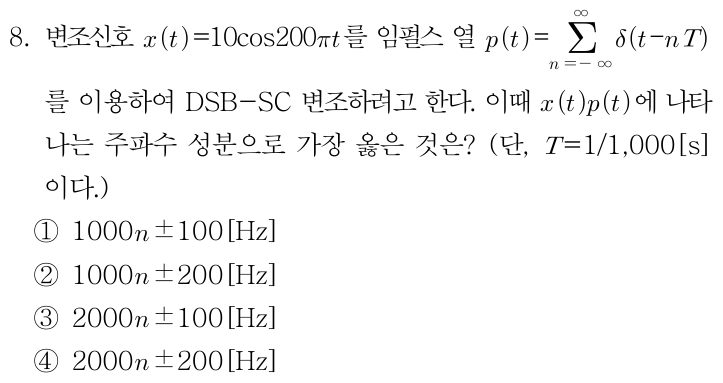 8. 변조신호 x(t)=10cos200πt를 임펄스 열 p(t)=∑_{n=-∞}^{∞} δ(t-nT)
를 이용하여 DSB-SC 변조하려고 한다. 이때 x(t)p(t)에 나타
나는 주파수 성분으로 가장 옳은 것은? (단, T=1/1,000[s]
이다.)
① 1000n±100[Hz]
② 1000n±200[Hz]
③ 2000n±100[Hz]
④ 2000n±200[Hz]